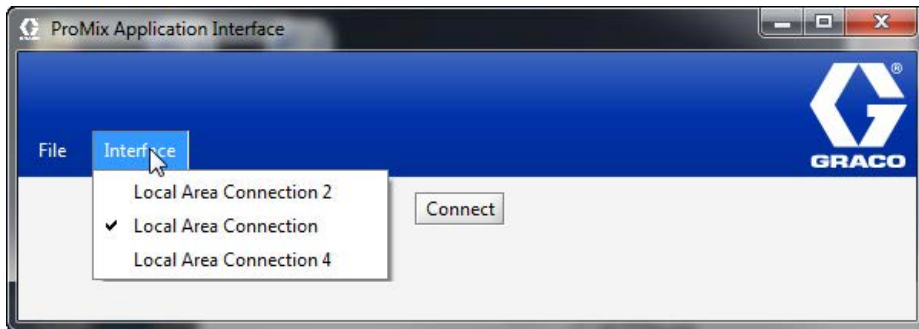 ProMix Application Interface
®
GRACO
File Interface
Local Area Connection 2
Connect
Local Area Connection
Local Area Connection 4